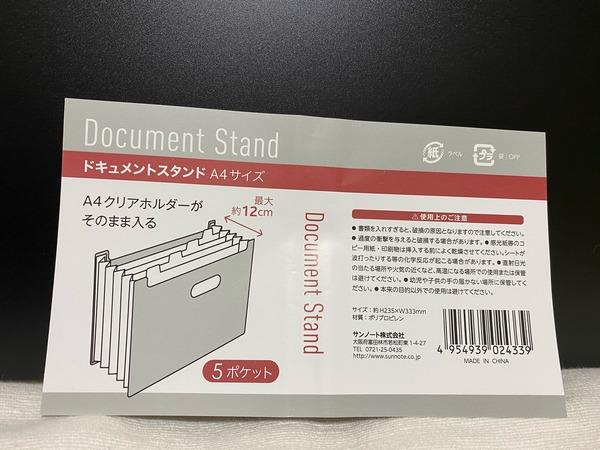 Document Stand
ドキュメントスタンド A4サイズ
A4クリアホルダーが
そのまま入る
最大
約12cm
5ポケット
Document Stand
紙
ラベル
プラ
袋：OPP
⚠使用上のご注意
●書類を入れすぎると、破損の原因となりますので注意してください。
●過度の衝撃を与えると破損する場合があります。●感光紙等のコ
ピー用紙・印刷物は挿入する前によく乾燥させてください。シートが
波打ったりする等の化学反応が起こる場合があります。●直射日光
の当たる場所や火気の近くなど、高温になる場所での使用または保管
は避けてください。●幼児や子供の手の届かない場所に保管してく
ださい。●本来の目的以外での使用は避けてください。
サイズ：約 H235×W333mm
材質：ポリプロピレン
サンノート株式会社
大阪府富田林市若松町東 1-4-27
TEL 0721-25-0435
http://www.sunnote.co.jp
4 954939 024339
MADE IN CHINA